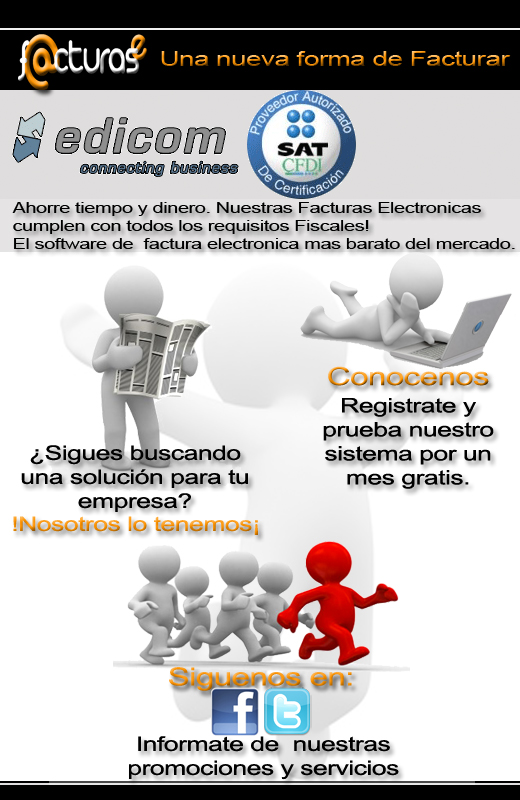 facturas e
Una nueva forma de Facturar
edicom
connecting business
Proveedor Autorizado
SAT
CFDI
De Certificación
Ahorre tiempo y dinero. Nuestras Facturas Electronicas
cumplen con todos los requisitos Fiscales!
El software de factura electronica mas barato del mercado.
Conocenos
Registrate y
prueba nuestro
sistema por un
mes gratis.
¿Sigues buscando
una solución para tu
empresa?
!Nosotros lo tenemos¡
Siguenos en:
f t
Informate de nuestras
promociones y servicios